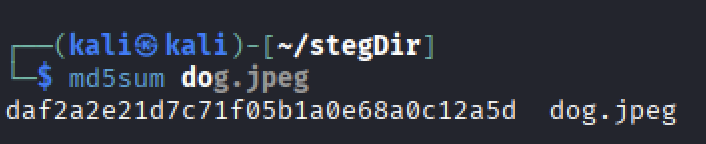 ┌──(kali㉿kali)-[~/stegDir]
└─$ md5sum dog.jpeg
daf2a2e21d7c71f05b1a0e68a0c12a5d  dog.jpeg